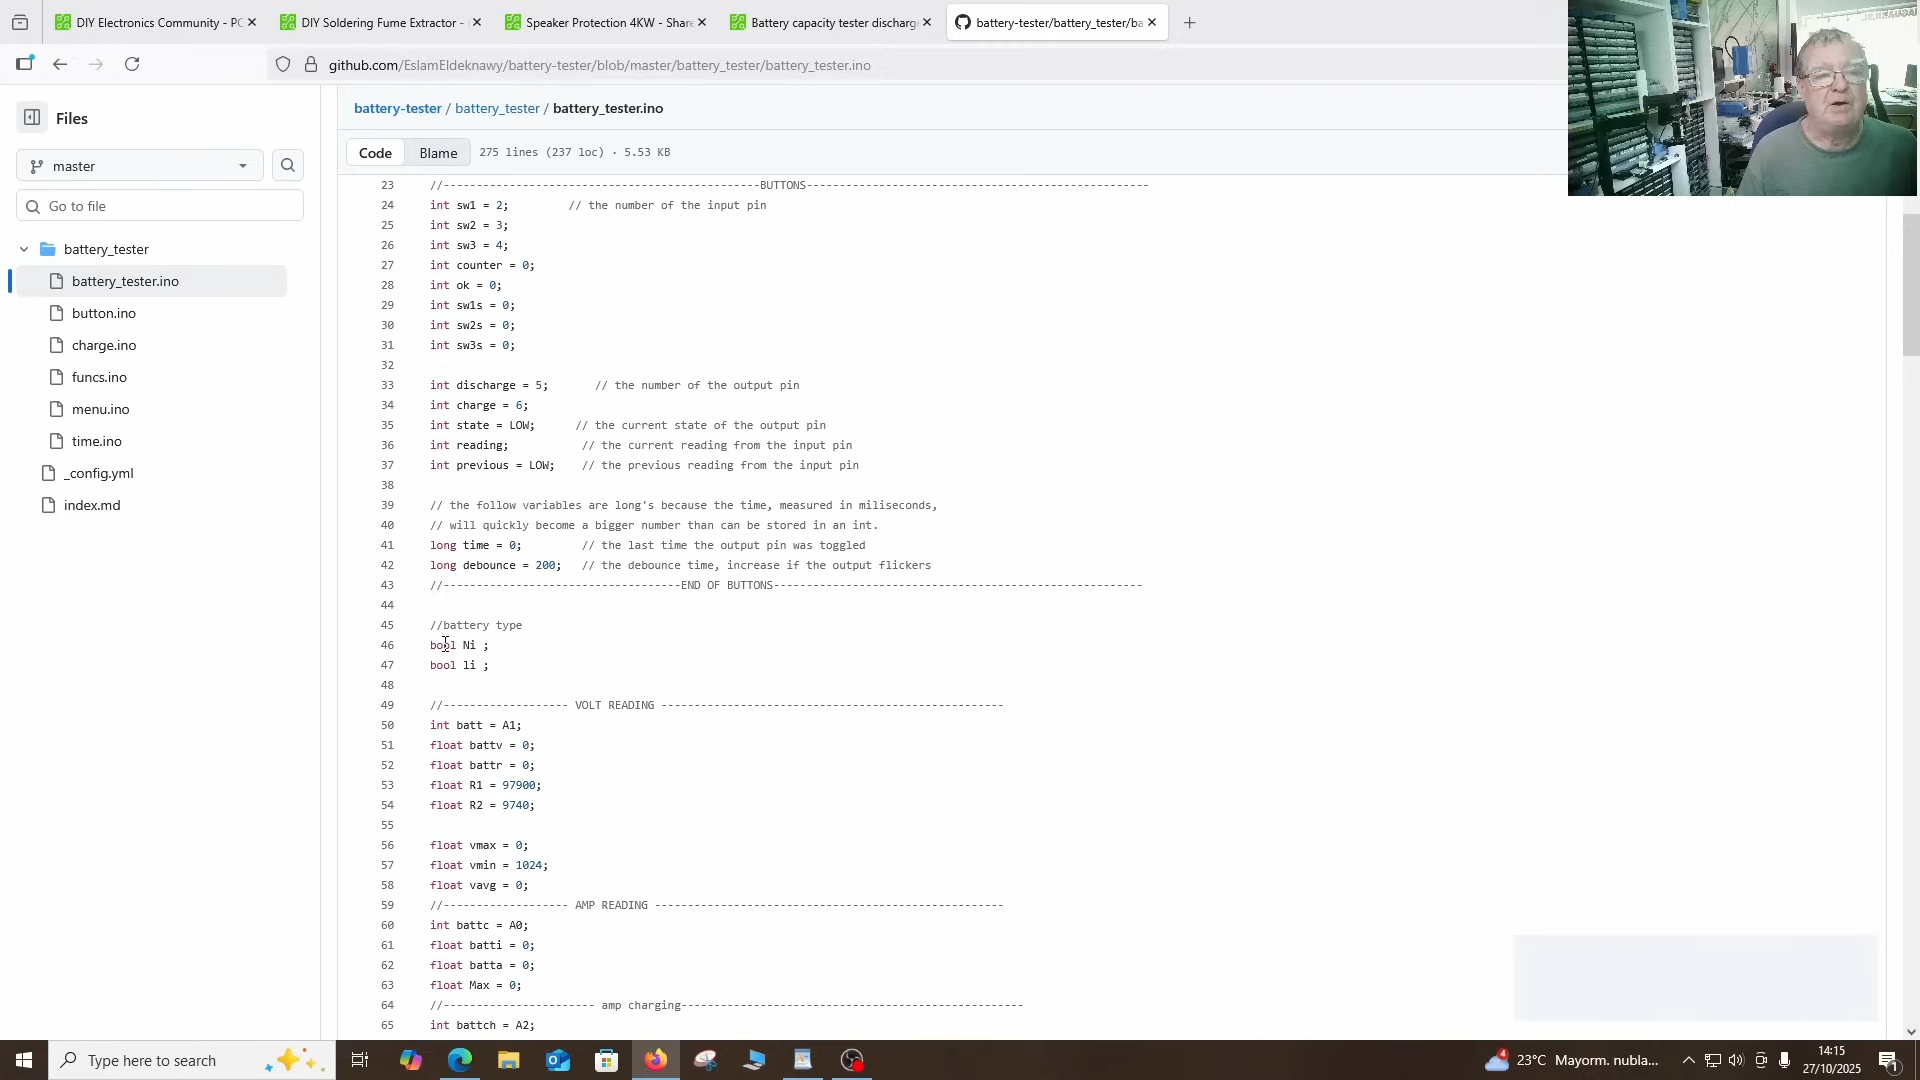 DIY Electronics Community - PC
DIY Soldering Fume Extractor -
Speaker Protection 4KW - Share
Battery capacity tester discharg
battery-tester/battery_tester/ba
github.com/EslamEldeknawy/battery-tester/blob/master/battery_tester/battery_tester.ino
Files
master
Go to file
battery_tester
battery_tester.ino
button.ino
charge.ino
funcs.ino
menu.ino
time.ino
_config.yml
index.md
battery-tester / battery_tester / battery_tester.ino
Code Blame 275 lines (237 loc) · 5.53 KB
23 //------------------------------------------------BUTTONS----------------------------------------------------
24 int sw1 = 2; // the number of the input pin
25 int sw2 = 3;
26 int sw3 = 4;
27 int counter = 0;
28 int ok = 0;
29 int sw1s = 0;
30 int sw2s = 0;
31 int sw3s = 0;
32
33 int discharge = 5; // the number of the output pin
34 int charge = 6;
35 int state = LOW; // the current state of the output pin
36 int reading; // the current reading from the input pin
37 int previous = LOW; // the previous reading from the input pin
38
39 // the follow variables are long's because the time, measured in miliseconds,
40 // will quickly become a bigger number than can be stored in an int.
41 long time = 0; // the last time the output pin was toggled
42 long debounce = 200; // the debounce time, increase if the output flickers
43 //------------------------------------END OF BUTTONS--------------------------------------------------------
44
45 //battery type
46 bool Ni ;
47 bool li ;
48
49 //------------------- VOLT READING ----------------------------------------------------
50 int batt = A1;
51 float battv = 0;
52 float battr = 0;
53 float R1 = 97900;
54 float R2 = 9740;
55
56 float vmax = 0;
57 float vmin = 1024;
58 float vavg = 0;
59 //------------------- AMP READING -----------------------------------------------------
60 int battc = A0;
61 float batti = 0;
62 float batta = 0;
63 float Max = 0;
64 //----------------------- amp charging----------------------------------------------------
65 int battch = A2;
Type here to search
4
23°C Mayorm. nubla...
14:15
27/10/2025
1